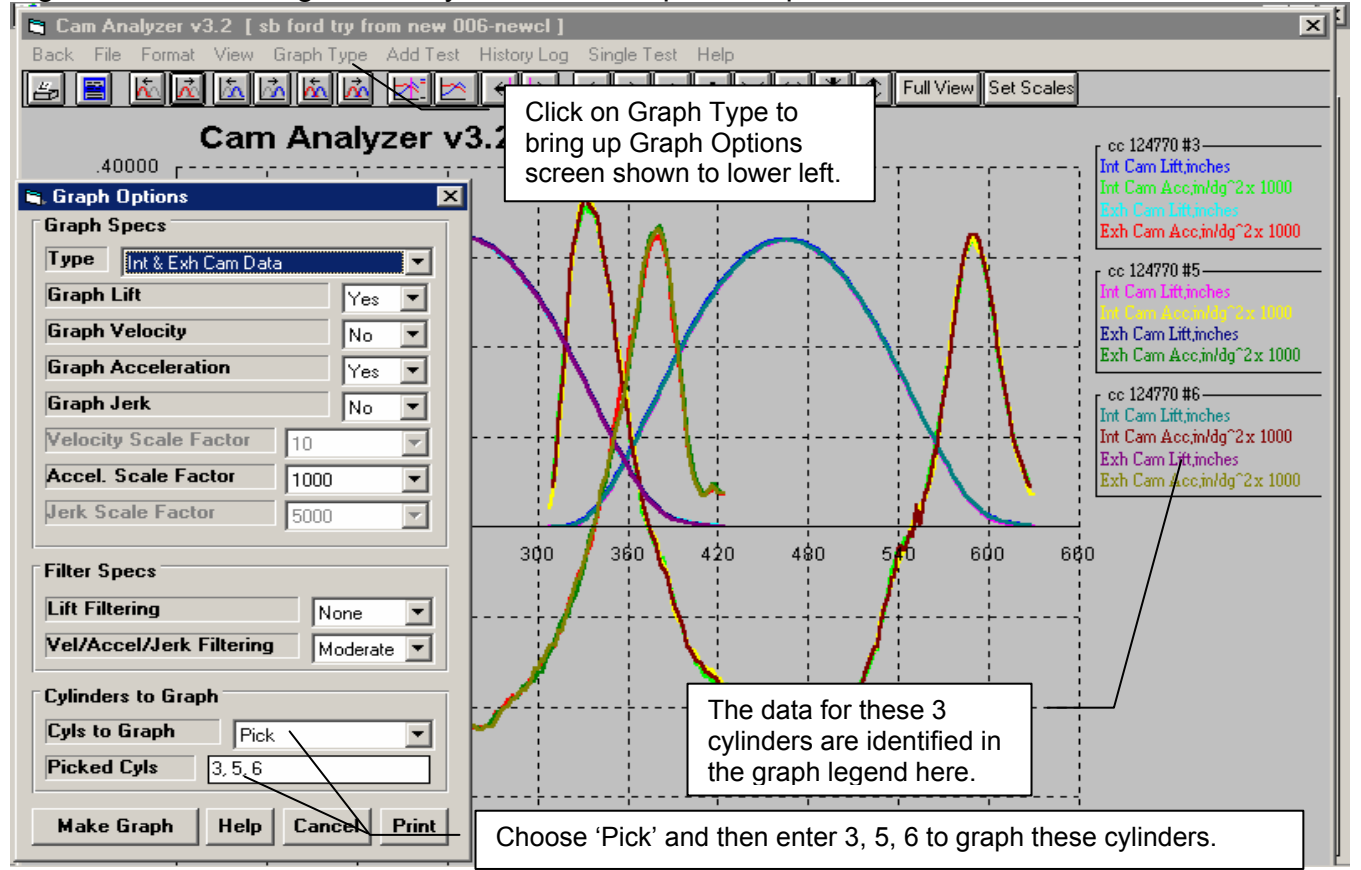 Cam Analyzer v3.2 [ sb ford try from new 006-newcl ]
Back File Format View Graph Type Add Test History Log Single Test Help
Full View Set Scales
Click on Graph Type to
bring up Graph Options
screen shown to lower left.
Cam Analyzer v3.2
.40000
cc 124770 #3
Int Cam Lift,inches
Int Cam Acc,in/dg^2x 1000
Exh Cam Lift,inches
Exh Cam Acc,in/dg^2x 1000
cc 124770 #5
Int Cam Lift,inches
Int Cam Acc,in/dg^2x 1000
Exh Cam Lift,inches
Exh Cam Acc,in/dg^2x 1000
cc 124770 #6
Int Cam Lift,inches
Int Cam Acc,in/dg^2x 1000
Exh Cam Lift,inches
Exh Cam Acc,in/dg^2x 1000
Graph Options
Graph Specs
Type Int & Exh Cam Data
Graph Lift Yes
Graph Velocity No
Graph Acceleration Yes
Graph Jerk No
Velocity Scale Factor 10
Accel. Scale Factor 1000
Jerk Scale Factor 5000
Filter Specs
Lift Filtering None
Vel/Accel/Jerk Filtering Moderate
Cylinders to Graph
Cyls to Graph Pick
Picked Cyls 3, 5, 6
Make Graph Help Cancel Print
300 360 420 480 540 600 660
The data for these 3
cylinders are identified in
the graph legend here.
Choose ‘Pick’ and then enter 3, 5, 6 to graph these cylinders.